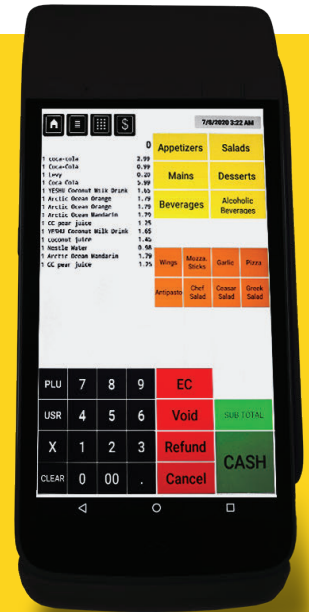 $
7/8/2020 3:22 AM
0
1 coca-cola 2.99
1 Coca-Cola 0.99
1 Levy 0.20
1 Coca Cola 5.99
1 YESHU Coconut Milk Drink 1.65
1 Arctic Ocean Orange 1.79
1 Arctic Ocean Orange 1.79
1 Arctic Ocean Mandarin 1.79
1 CC pear juice 1.25
1 YESHU Coconut Milk Drink 1.65
1 coconut juice 1.45
1 Nestle Water 0.98
1 Arctic Ocean Mandarin 1.79
1 CC pear juice 1.25
Appetizers Salads
Mains Desserts
Beverages Alcoholic
Beverages
Wings Mozza. Sticks Garlic Pizza
Antipasto Chef Salad Ceasar Salad Greek Salad
PLU 7 8 9 EC
USR 4 5 6 Void SUB TOTAL
X 1 2 3 Refund CASH
CLEAR 0 00 . Cancel